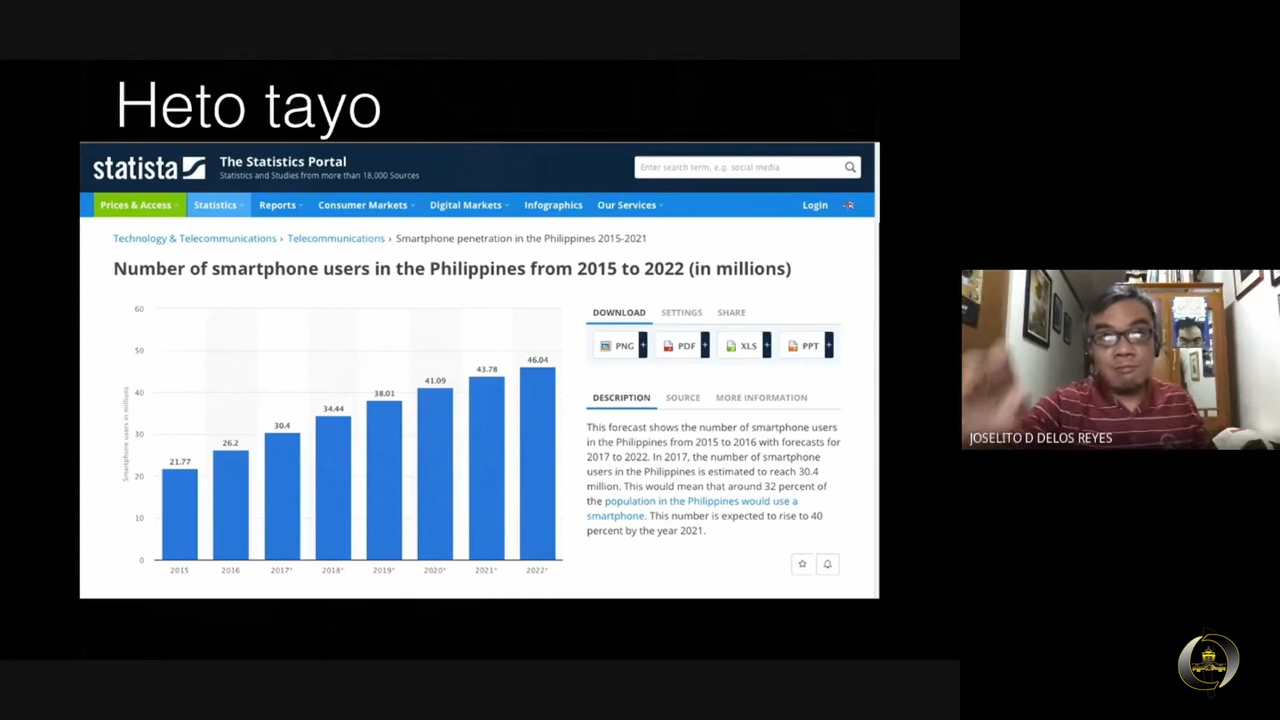 Heto tayo
statista
The Statistics Portal
Statistics and Studies from more than 18,000 Sources
Enter search term, e.g. social media
Prices & Access
Statistics
Reports
Consumer Markets
Digital Markets
Infographics
Our Services
Login
Technology & Telecommunications › Telecommunications › Smartphone penetration in the Philippines 2015-2021
Number of smartphone users in the Philippines from 2015 to 2022 (in millions)
Smartphone users in millions
60
50
40
30
20
10
0
21.77
26.2
30.4
34.44
38.01
41.09
43.78
46.04
2015
2016
2017*
2018*
2019*
2020*
2021*
2022*
DOWNLOAD
SETTINGS
SHARE
PNG +
PDF +
XLS +
PPT +
DESCRIPTION
SOURCE
MORE INFORMATION
This forecast shows the number of smartphone users
in the Philippines from 2015 to 2016 with forecasts for
2017 to 2022. In 2017, the number of smartphone
users in the Philippines is estimated to reach 30.4
million. This would mean that around 32 percent of
the population in the Philippines would use a
smartphone. This number is expected to rise to 40
percent by the year 2021.
JOSELITO D DELOS REYES